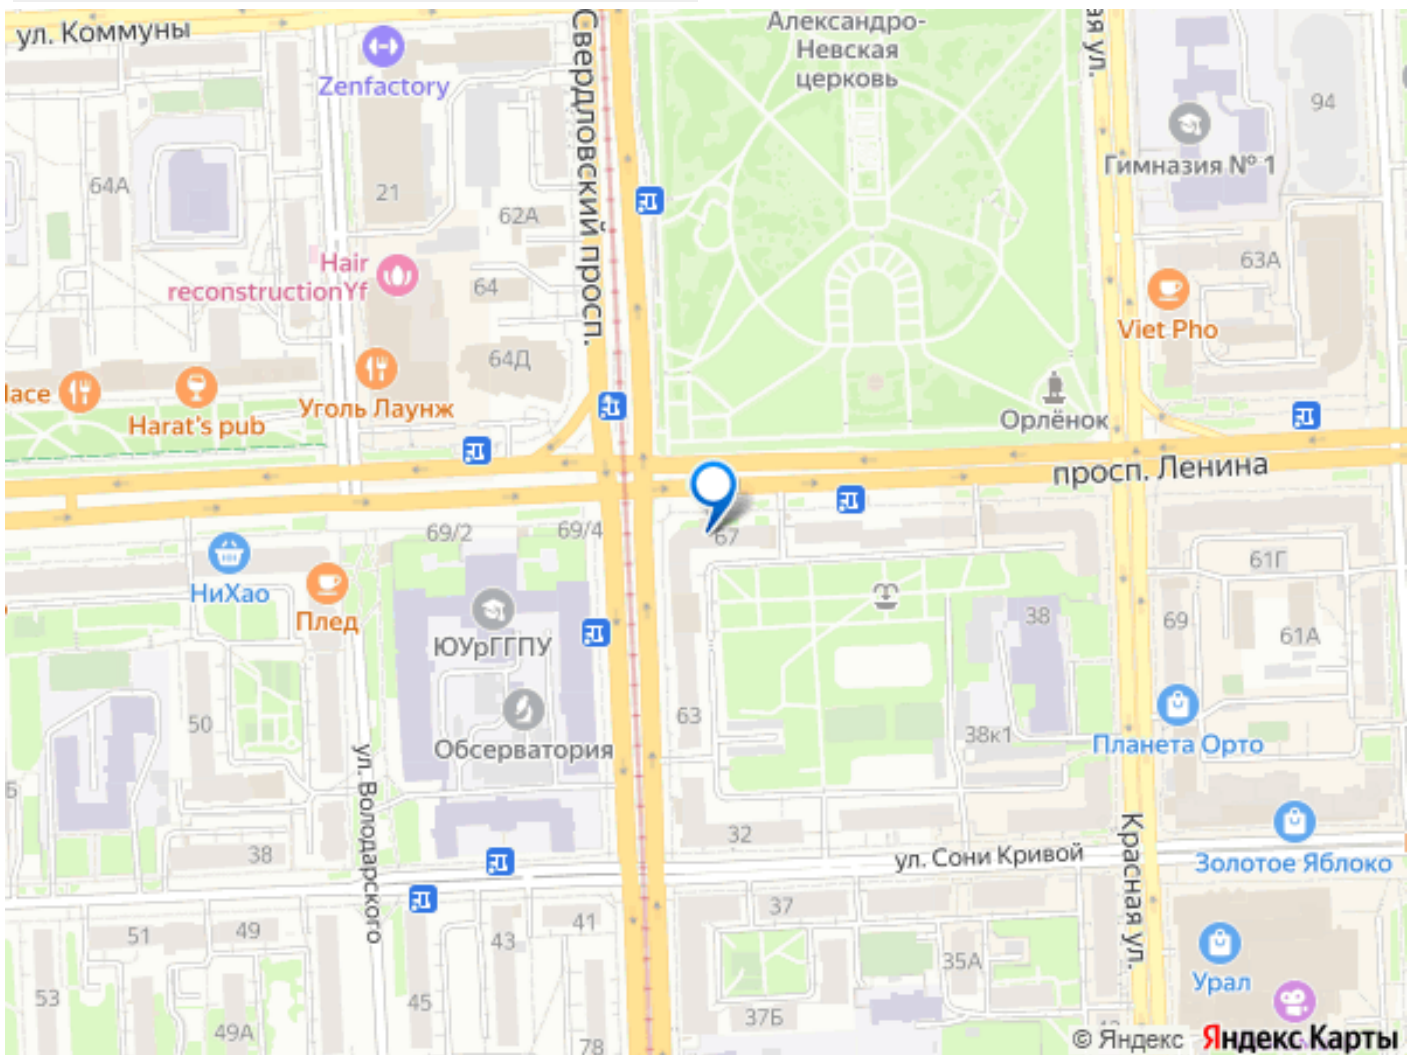 ул. Коммуны
Zenfactory
Свердловский просп.
Александро-
Невская
церковь
ая ул.
94
Гимназия № 1
64А
21
62А
Hair
reconstructionYf
64
63А
Viet Pho
64Д
lace
Harat's pub
Уголь Лаунж
Орлёнок
просп. Ленина
69/2
69/4
67
НиХао
Плед
ЮУрГГПУ
61Г
38
69
61А
50
63
38к1
Обсерватория
Планета Орто
ул. Володарского
5
32
38
ул. Сони Кривой
Красная ул.
Золотое Яблоко
37
41
51
49
43
35А
Урал
53
45
49А
37Б
78
© Яндекс
Яндекс Карты